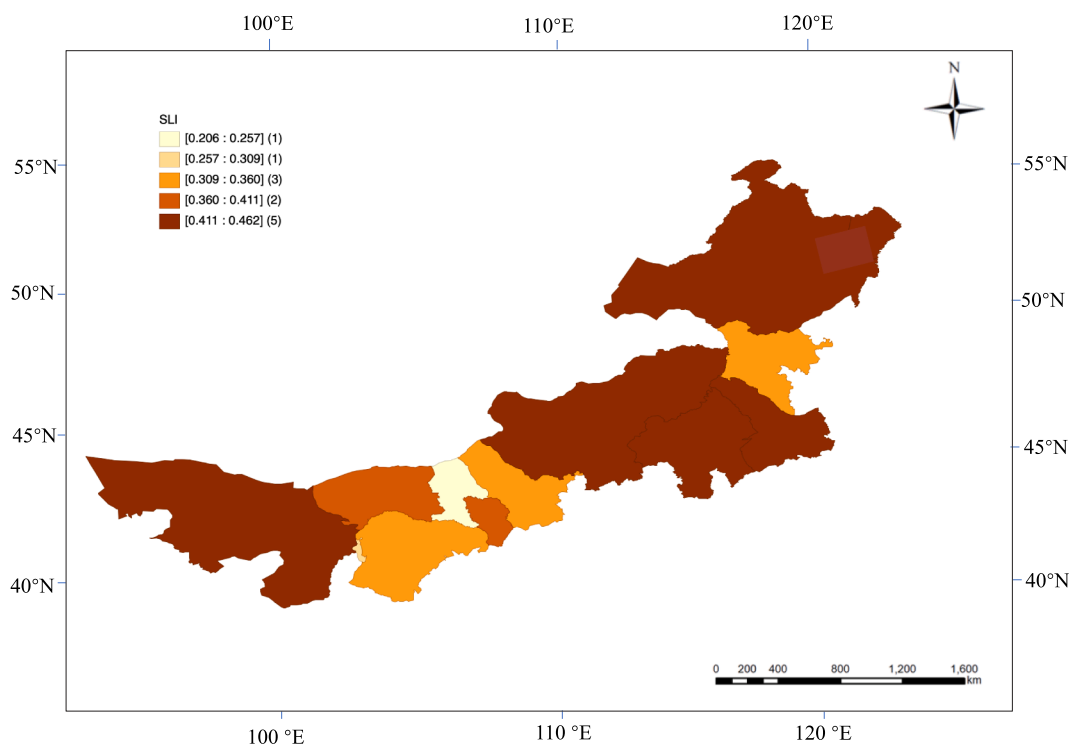 100°E 110°E 120°E
N
SLI
[0.206 : 0.257] (1)
[0.257 : 0.309] (1)
[0.309 : 0.360] (3)
[0.360 : 0.411] (2)
[0.411 : 0.462] (5)
55°N 55°N
50°N 50°N
45°N 45°N
40°N 40°N
0 200 400 800 1,200 1,600
km
100 °E 110 °E 120 °E